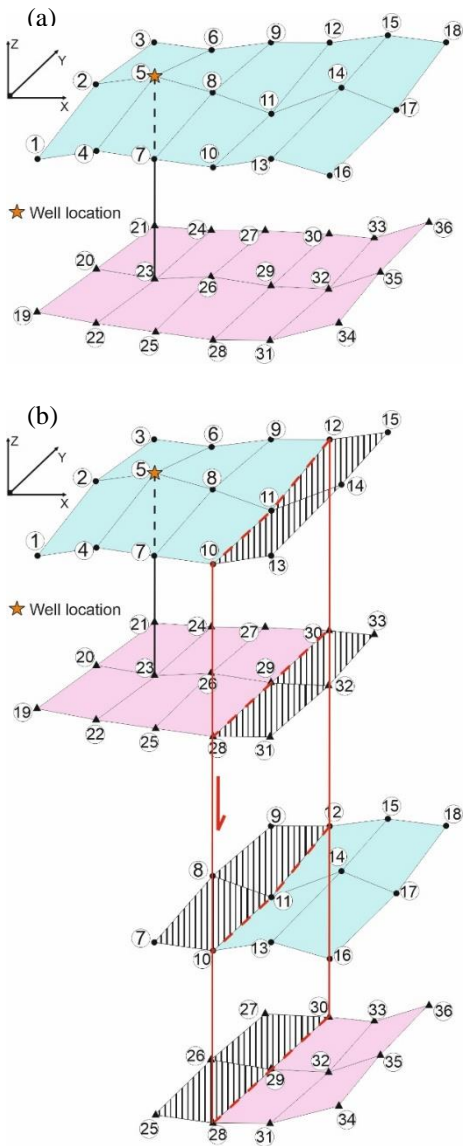 (a)
Z
Y
X
3 6 9 12 15 18
2 5 8 11 14 17
1 4 7 10 13 16
Well location
21 24 27 30 33 36
20 23 26 29 32 35
19 22 25 28 31 34
(b)
Z
Y
X
3 6 9 12 15
2 5 8 11 14
1 4 7 10 13
Well location
21 24 27 30 33
20 23 26 29 32
19 22 25 28 31
9 12 15 18
8 11 14 17
7 10 13 16
27 30 33 36
26 29 32 35
25 28 31 34